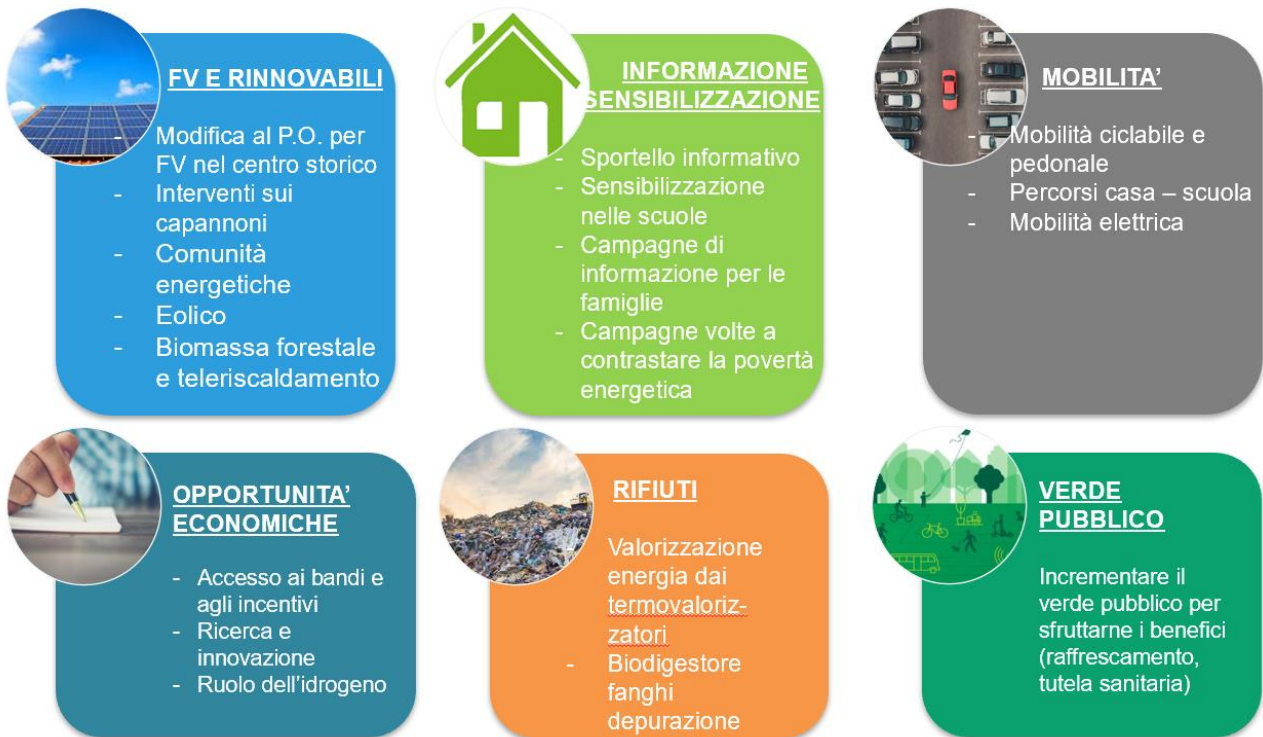 FV E RINNOVABILI
- Modifica al P.O. per
FV nel centro storico
- Interventi sui
capannoni
- Comunità
energetiche
- Eolico
- Biomassa forestale
e teleriscaldamento
INFORMAZIONE
SENSIBILIZZAZIONE
- Sportello informativo
- Sensibilizzazione
nelle scuole
- Campagne di
informazione per le
famiglie
- Campagne volte a
contrastare la povertà
energetica
MOBILITA'
- Mobilità ciclabile e
pedonale
- Percorsi casa – scuola
- Mobilità elettrica
OPPORTUNITA'
ECONOMICHE
- Accesso ai bandi e
agli incentivi
- Ricerca e
innovazione
- Ruolo dell'idrogeno
RIFIUTI
- Valorizzazione
energia dai
termovaloriz-
zatori
- Biodigestore
fanghi
depurazione
VERDE
PUBBLICO
Incrementare il
verde pubblico per
sfruttarne i benefici
(raffrescamento,
tutela sanitaria)